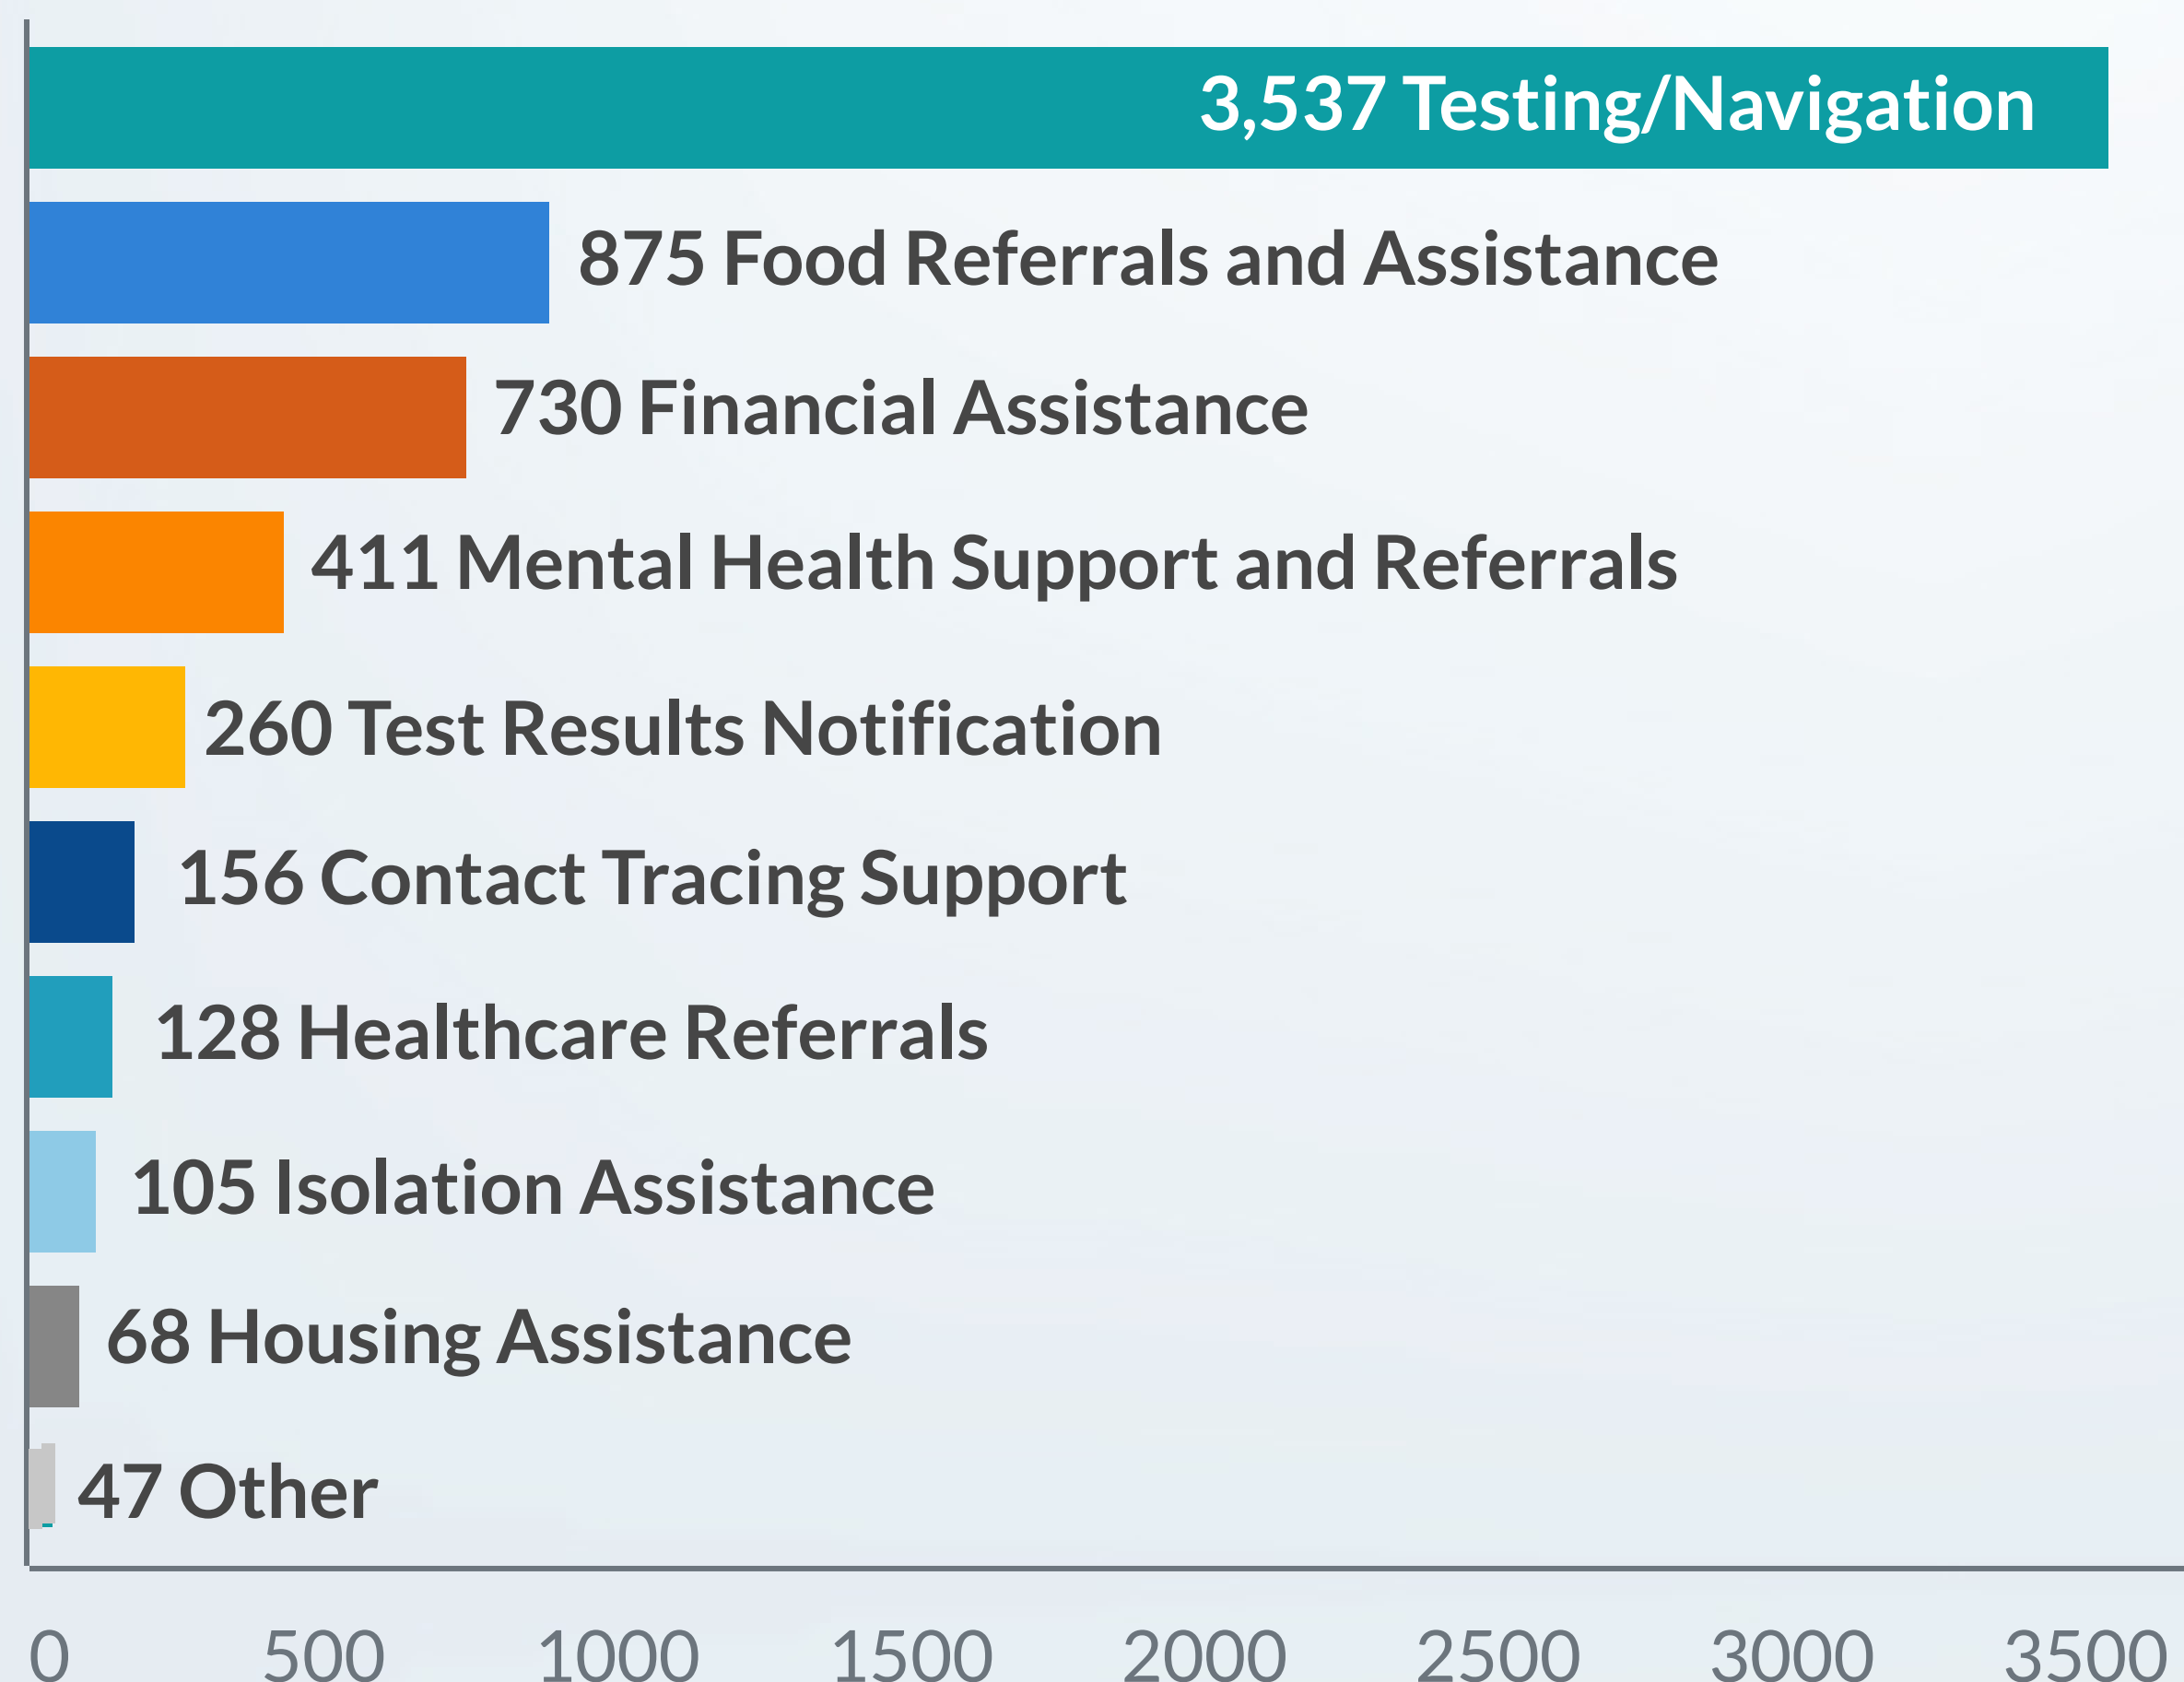 3,537 Testing/Navigation
875 Food Referrals and Assistance
730 Financial Assistance
411 Mental Health Support and Referrals
260 Test Results Notification
156 Contact Tracing Support
128 Healthcare Referrals
105 Isolation Assistance
68 Housing Assistance
47 Other
0 500 1000 1500 2000 2500 3000 3500